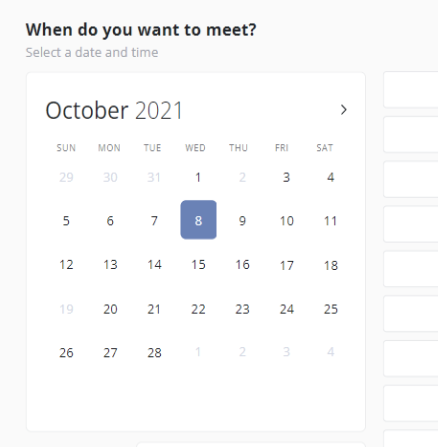 When do you want to meet?
Select a date and time
October 2021
SUN MON TUE WED THU FRI SAT
29 30 31 1 2 3 4
5 6 7 8 9 10 11
12 13 14 15 16 17 18
19 20 21 22 23 24 25
26 27 28 1 2 3 4